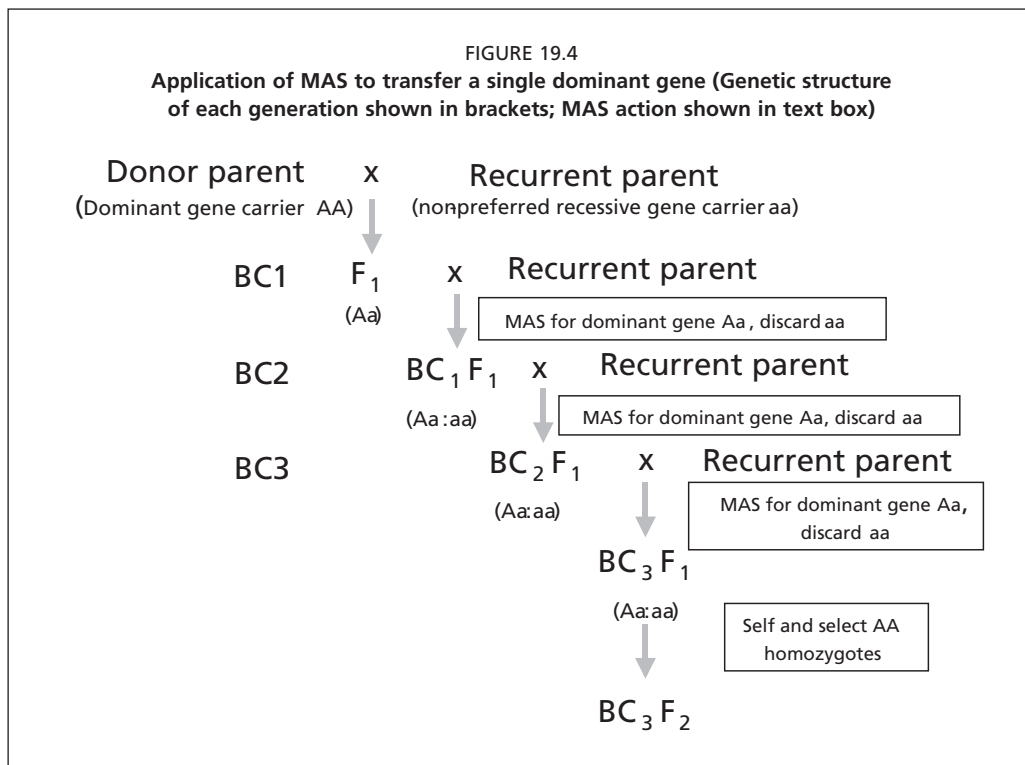 FIGURE 19.4
Application of MAS to transfer a single dominant gene (Genetic structure
of each generation shown in brackets; MAS action shown in text box)
Donor parent x Recurrent parent
(Dominant gene carrier AA) (non-preferred recessive gene carrier aa)
BC1 F1 x Recurrent parent
(Aa)
MAS for dominant gene Aa, discard aa
BC2 BC1F1 x Recurrent parent
(Aa:aa)
MAS for dominant gene Aa, discard aa
BC3 BC2F1 x Recurrent parent
(Aa:aa)
MAS for dominant gene Aa,
discard aa
BC3F1
(Aa:aa)
Self and select AA
homozygotes
BC3F2